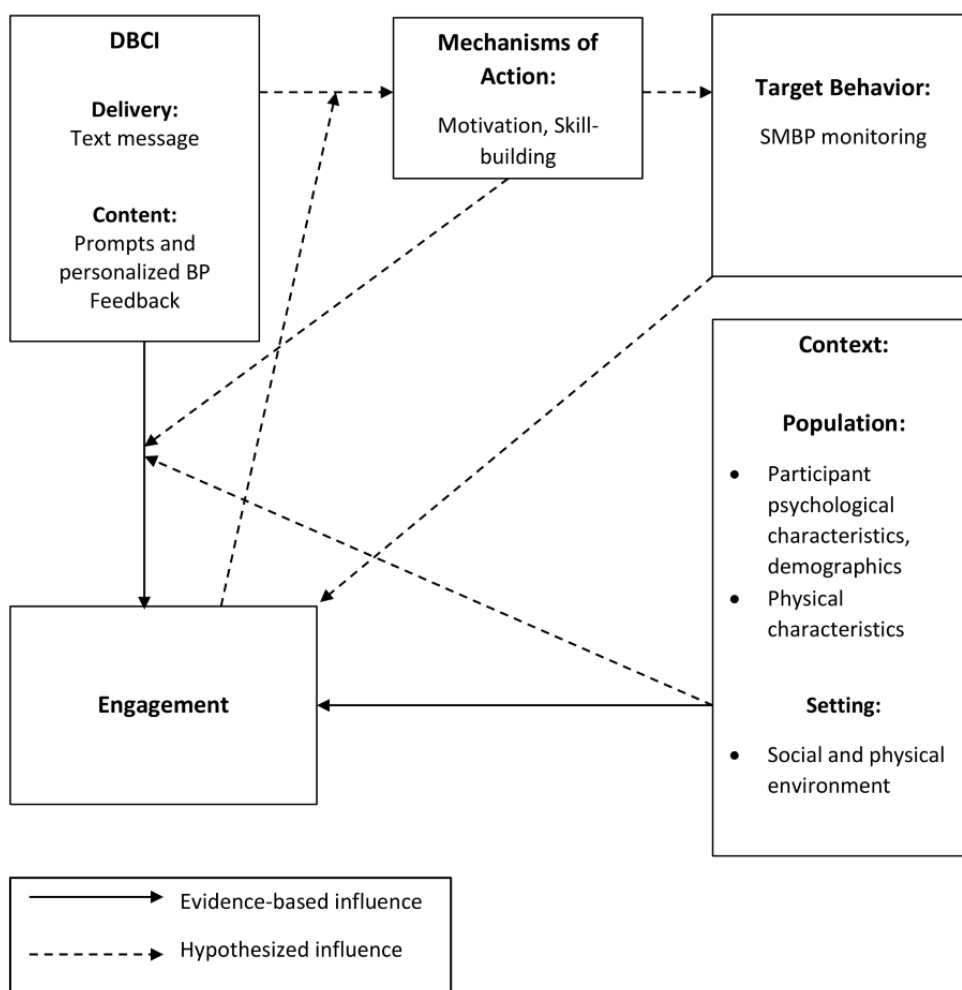 DBCI
Delivery:
Text message
Content:
Prompts and
personalized BP
Feedback
Mechanisms of
Action:
Motivation, Skill-
building
Target Behavior:
SMBP monitoring
Context:
Population:
• Participant
psychological
characteristics,
demographics
• Physical
characteristics
Setting:
• Social and physical
environment
Engagement
Evidence-based influence
Hypothesized influence